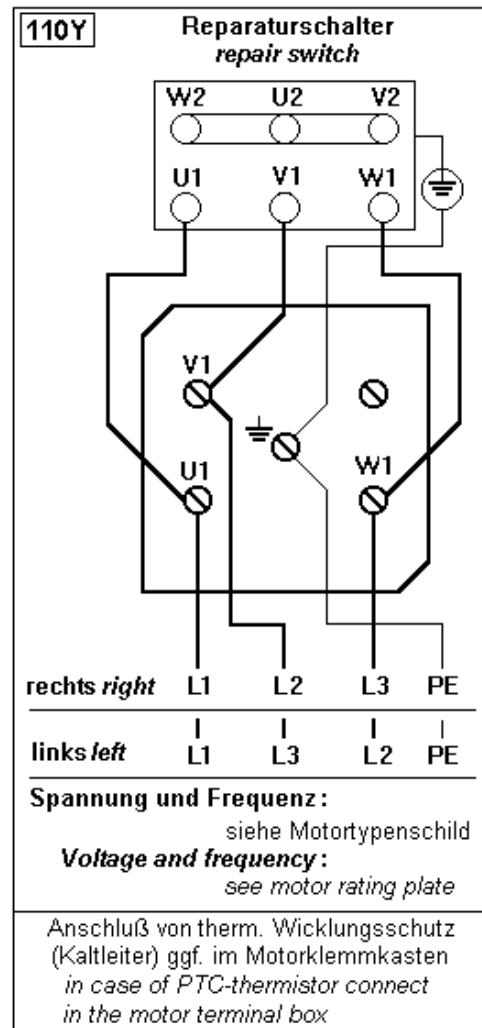 110Y
Reparaturschalter
repair switch
W2 U2 V2
U1 V1 W1
V1
U1 W1
rechts right L1 L2 L3 PE
links left L1 L3 L2 PE
Spannung und Frequenz:
siehe Motortypenschild
Voltage and frequency:
see motor rating plate
Anschluß von therm. Wicklungsschutz
(Kaltleiter) ggf. im Motorklemmkasten
in case of PTC-thermistor connect
in the motor terminal box